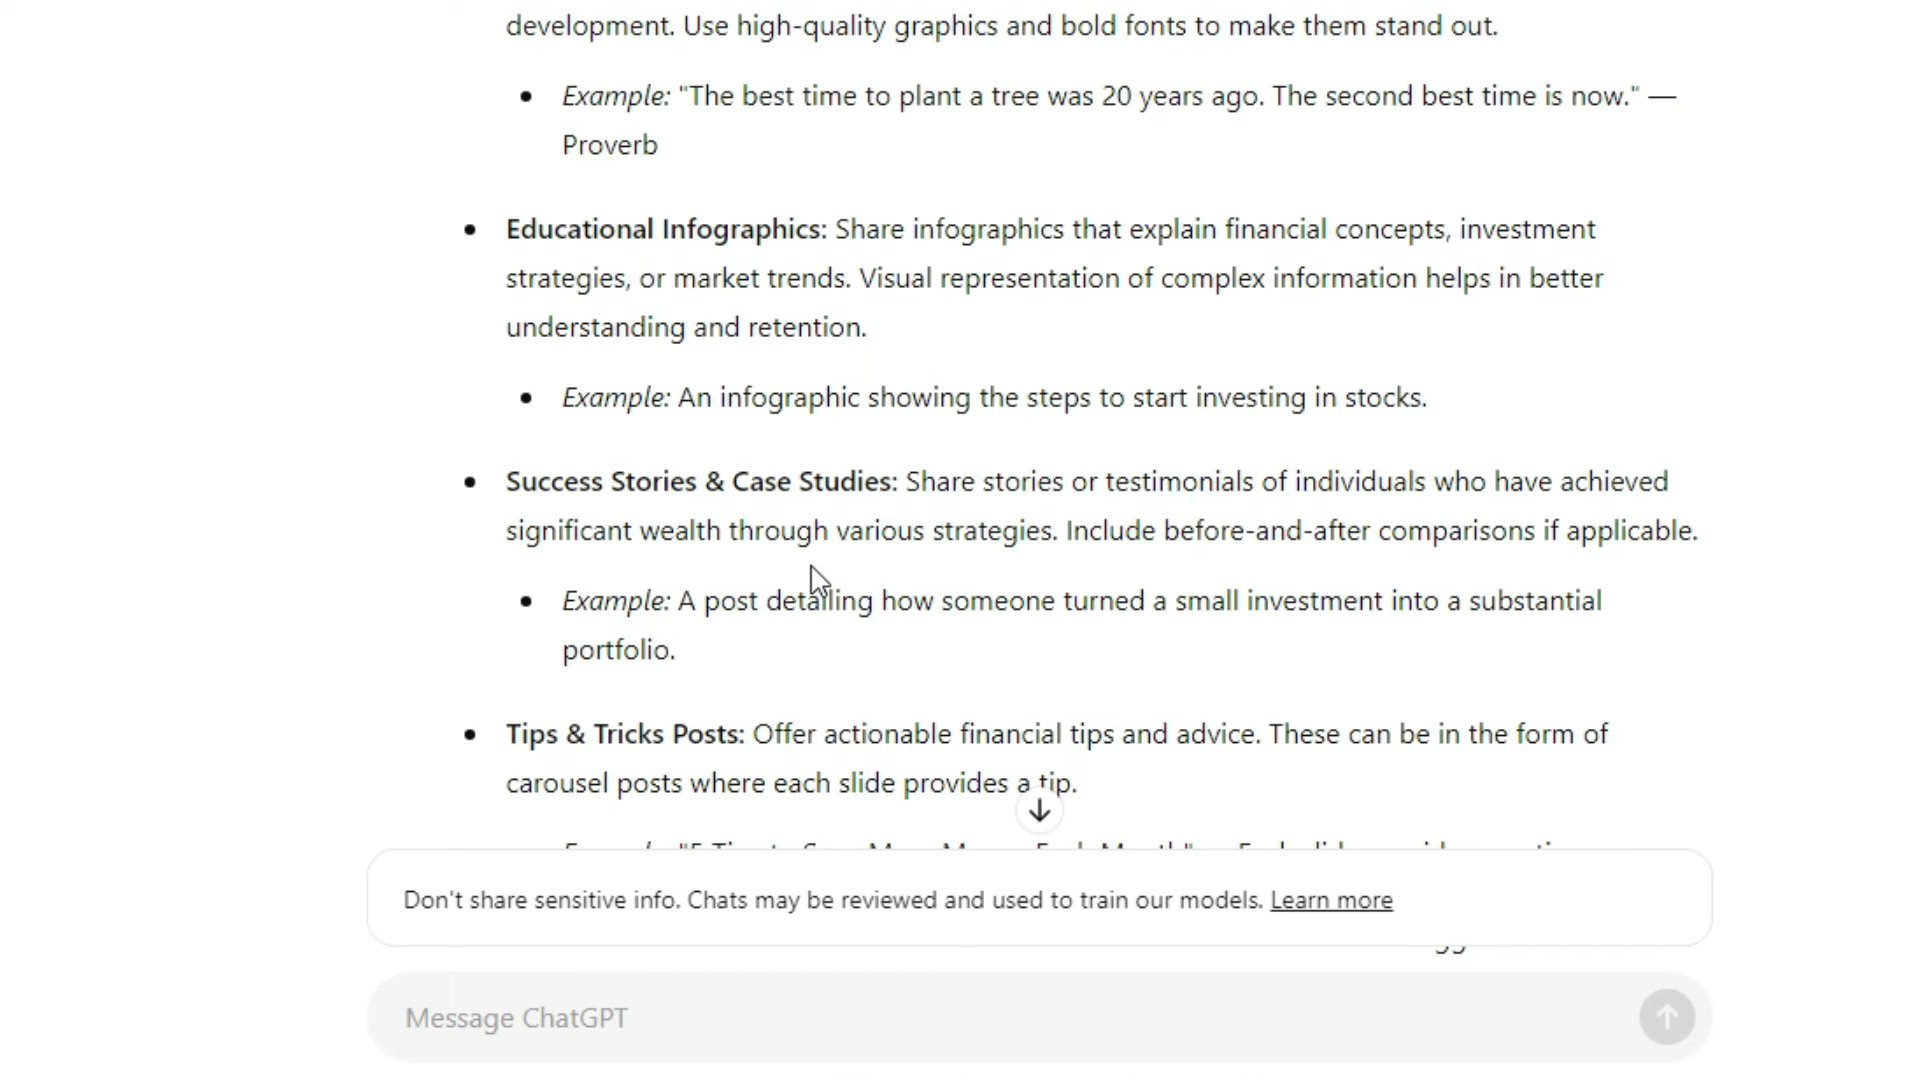 development. Use high-quality graphics and bold fonts to make them stand out.
• Example: "The best time to plant a tree was 20 years ago. The second best time is now." —
Proverb
• Educational Infographics: Share infographics that explain financial concepts, investment
strategies, or market trends. Visual representation of complex information helps in better
understanding and retention.
• Example: An infographic showing the steps to start investing in stocks.
• Success Stories & Case Studies: Share stories or testimonials of individuals who have achieved
significant wealth through various strategies. Include before-and-after comparisons if applicable.
• Example: A post detailing how someone turned a small investment into a substantial
portfolio.
• Tips & Tricks Posts: Offer actionable financial tips and advice. These can be in the form of
carousel posts where each slide provides a tip.
Don't share sensitive info. Chats may be reviewed and used to train our models. Learn more
Message ChatGPT